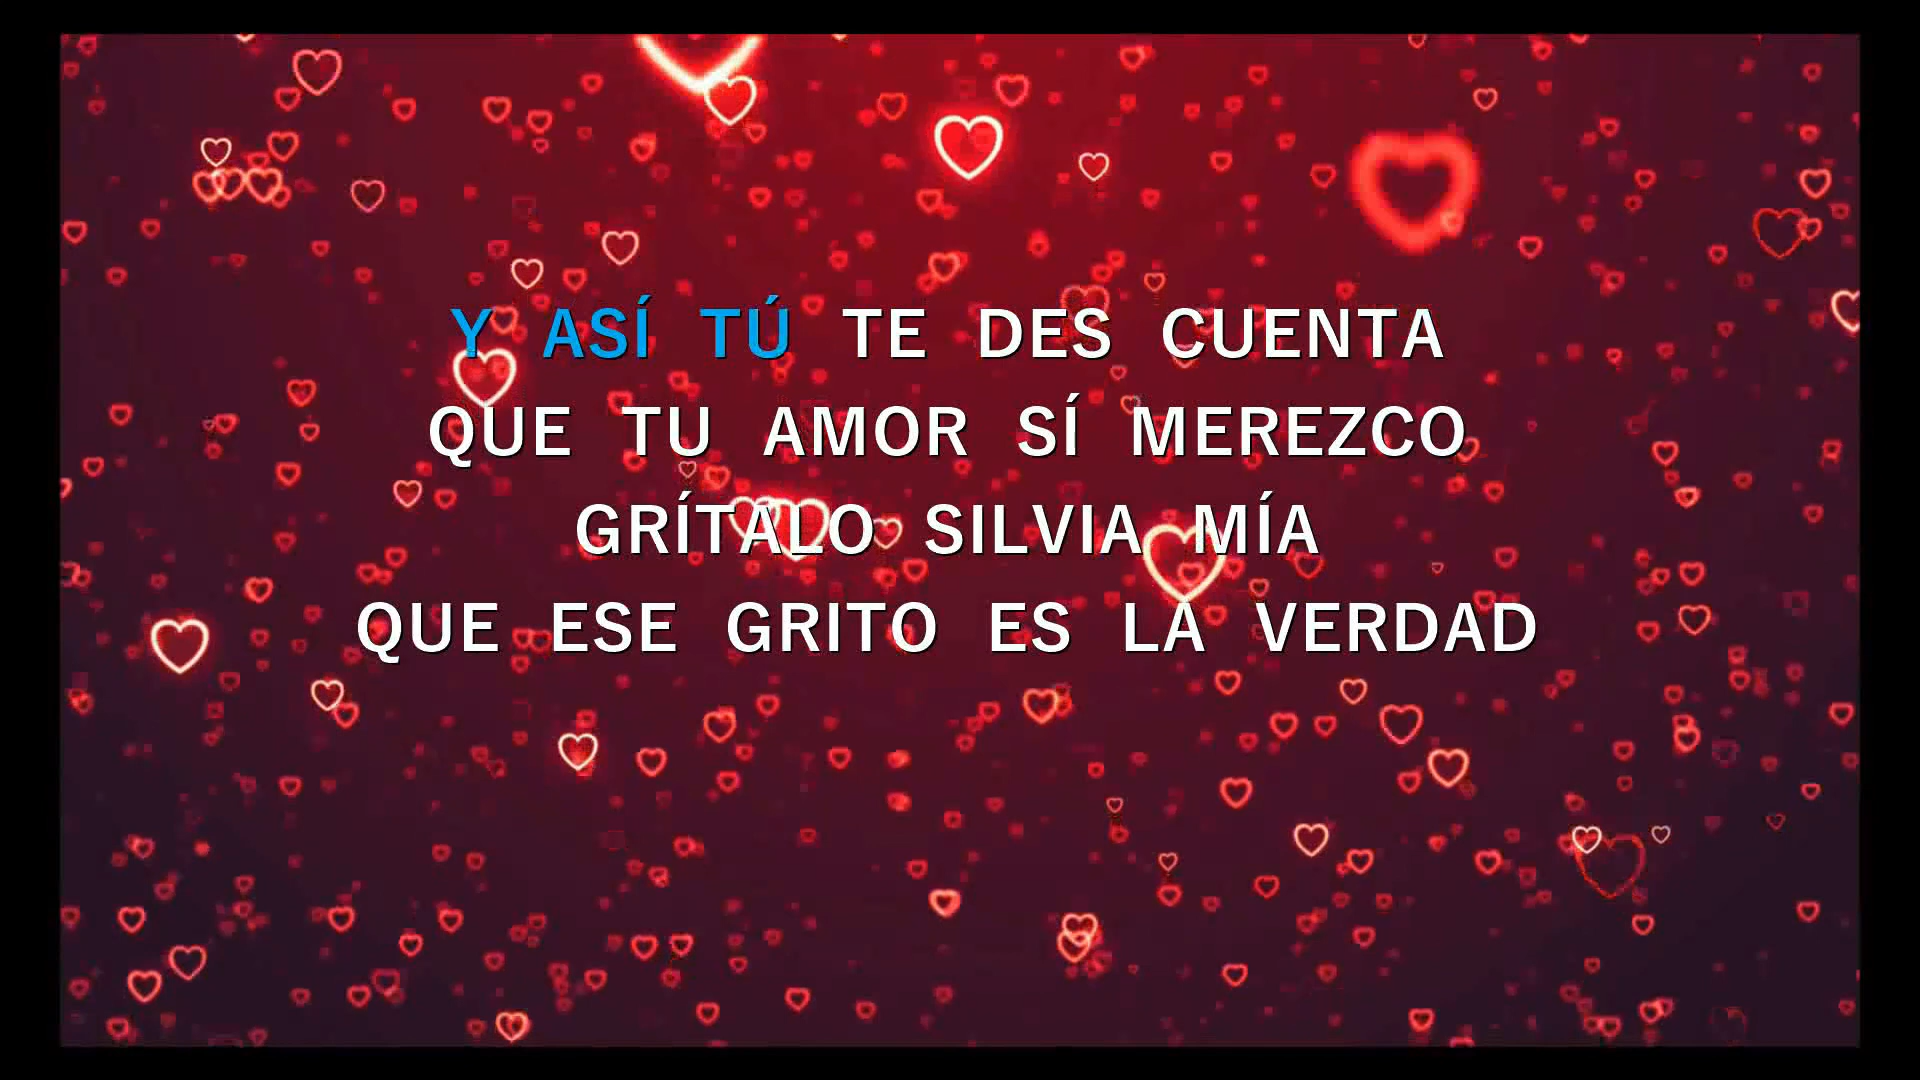 Y ASÍ TÚ TE DES CUENTA
QUE TU AMOR SÍ MEREZCO
GRÍTALO SILVIA MÍA
QUE ESE GRITO ES LA VERDAD